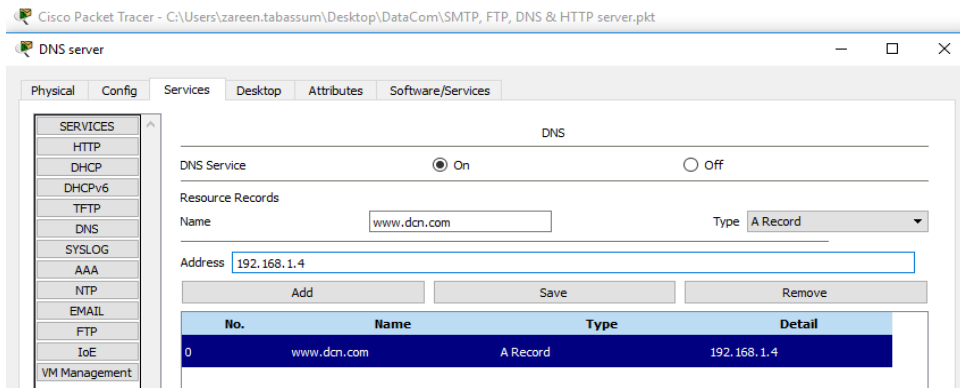 Cisco Packet Tracer - C:\Users\zareen.tabassum\Desktop\DataCom\SMTP, FTP, DNS & HTTP server.pkt
DNS server
Physical Config Services Desktop Attributes Software/Services
SERVICES
HTTP
DHCP
DHCPv6
TFTP
DNS
SYSLOG
AAA
NTP
EMAIL
FTP
IoE
VM Management
DNS
DNS Service On Off
Resource Records
Name www.dcn.com Type A Record
Address 192.168.1.4
Add Save Remove
No. Name Type Detail
0 www.dcn.com A Record 192.168.1.4